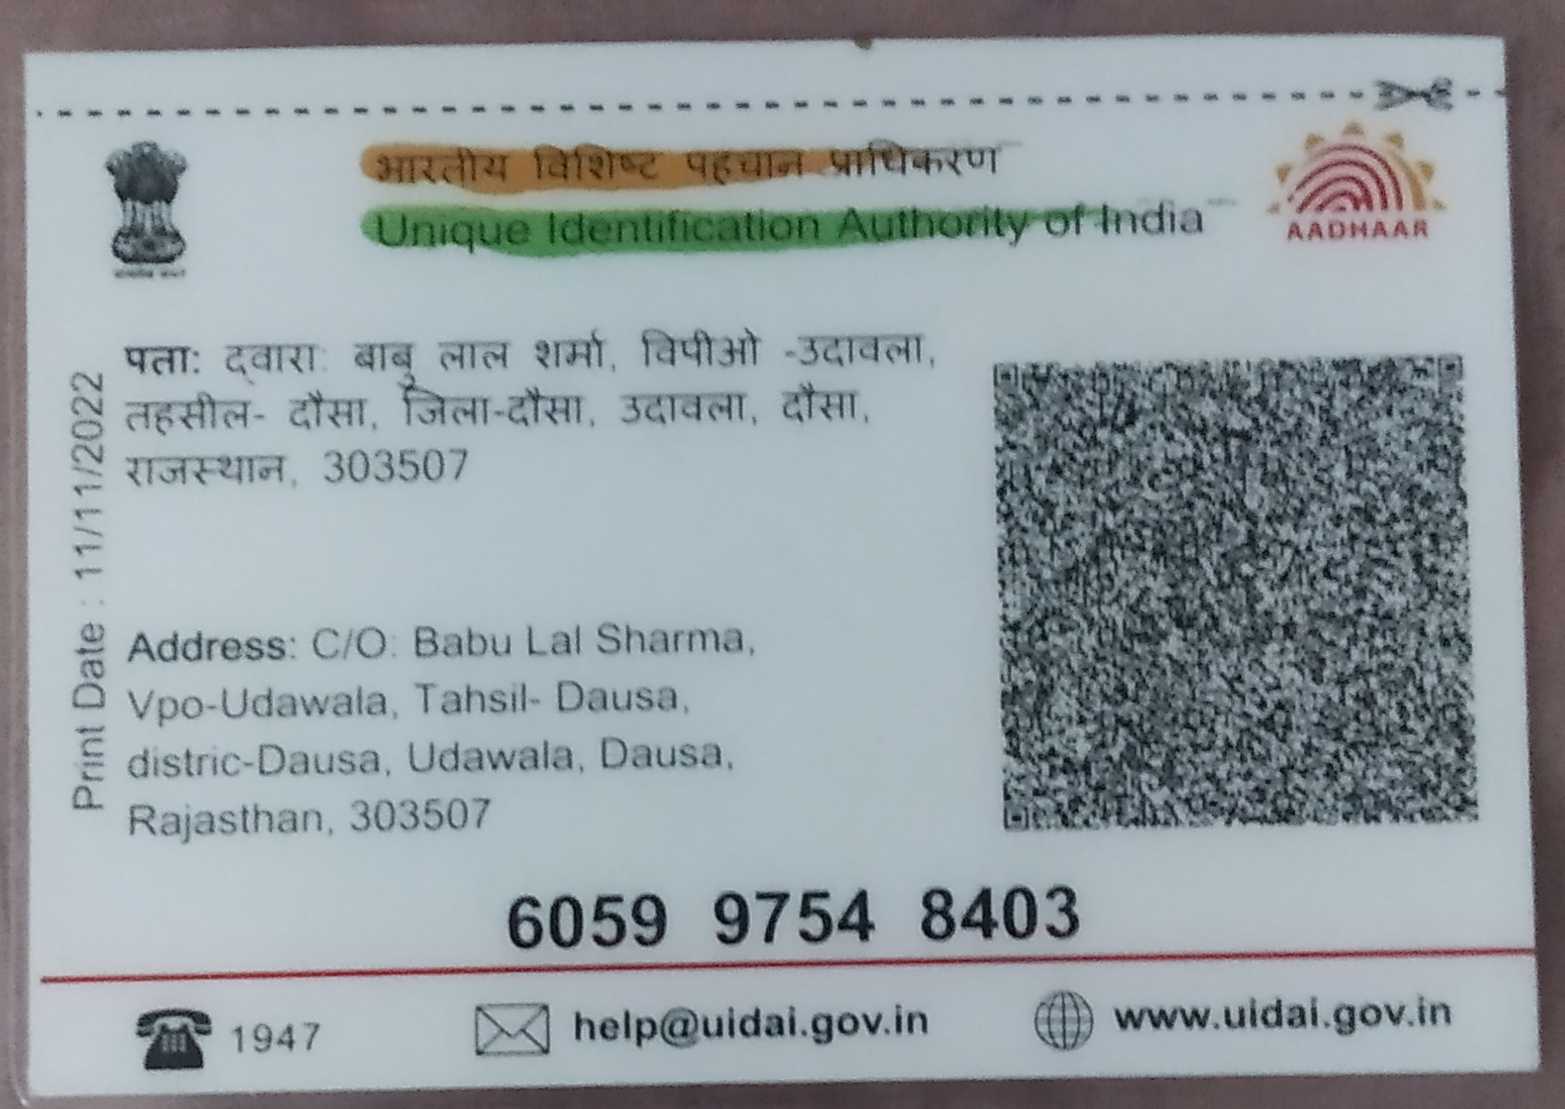 भारतीय विशिष्ट पहचान प्राधिकरण
Unique Identification Authority of India
AADHAAR
पता: द्वारा: बाबु लाल शर्मा, विपीओ -उदावला,
तहसील- दौसा, जिला-दौसा, उदावला, दौसा,
राजस्थान, 303507
Print Date : 11/11/2022
Address: C/O: Babu Lal Sharma,
Vpo-Udawala, Tahsil- Dausa,
distric-Dausa, Udawala, Dausa,
Rajasthan, 303507
6059 9754 8403
1947
help@uidai.gov.in
www.uidai.gov.in